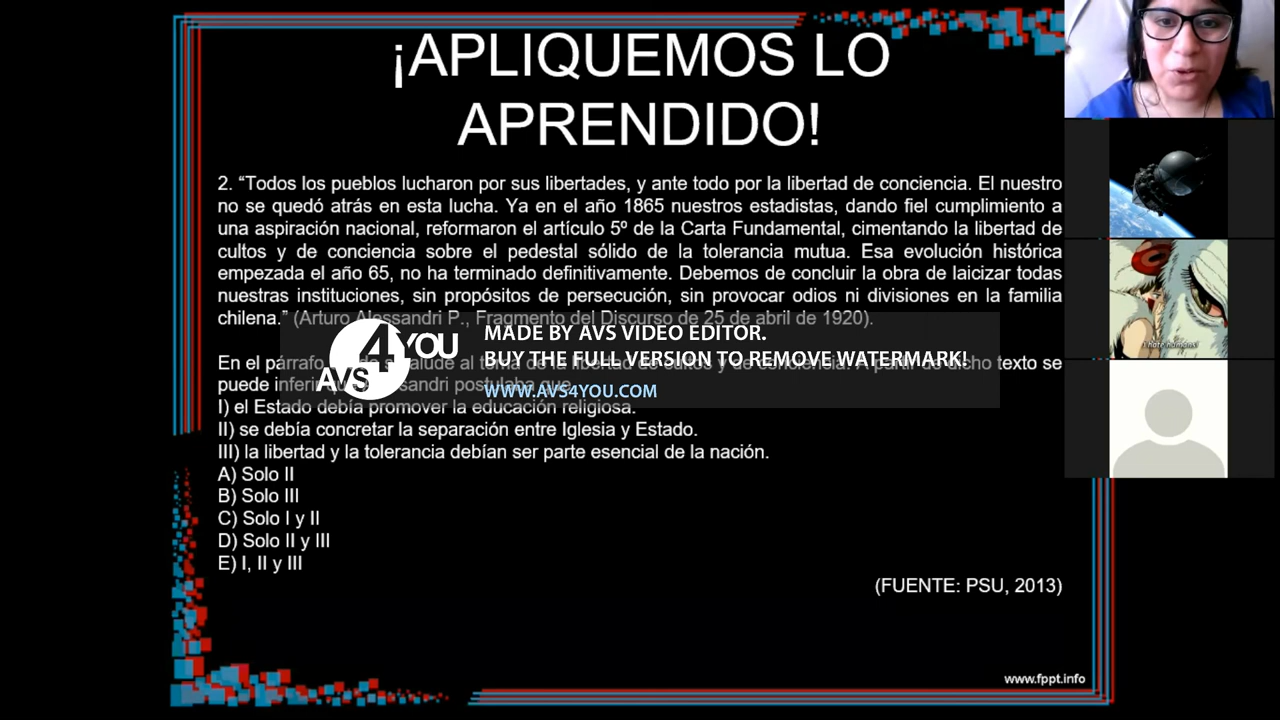 ¡APLIQUEMOS LO
APRENDIDO!
2. “Todos los pueblos lucharon por sus libertades, y ante todo por la libertad de conciencia. El nuestro
no se quedó atrás en esta lucha. Ya en el año 1865 nuestros estadistas, dando fiel cumplimiento a
una aspiración nacional, reformaron el artículo 5º de la Carta Fundamental, cimentando la libertad de
cultos y de conciencia sobre el pedestal sólido de la tolerancia mutua. Esa evolución histórica
empezada el año 65, no ha terminado definitivamente. Debemos de concluir la obra de laicizar todas
nuestras instituciones, sin propósitos de persecución, sin provocar odios ni divisiones en la familia
chilena.” (Arturo Alessandri P., Fragmento del Discurso de 25 de abril de 1920).
AVS4YOU
MADE BY AVS VIDEO EDITOR.
BUY THE FULL VERSION TO REMOVE WATERMARK!
WWW.AVS4YOU.COM
En el párrafo alude al tema de la libertad de cultos y de conciencia. A partir de dicho texto se
puede postulaba que
I) el Estado debía promover la educación religiosa.
II) se debía concretar la separación entre Iglesia y Estado.
III) la libertad y la tolerancia debían ser parte esencial de la nación.
A) Solo II
B) Solo III
C) Solo I y II
D) Solo II y III
E) I, II y III
(FUENTE: PSU, 2013)
www.fppt.info
I hate humans!